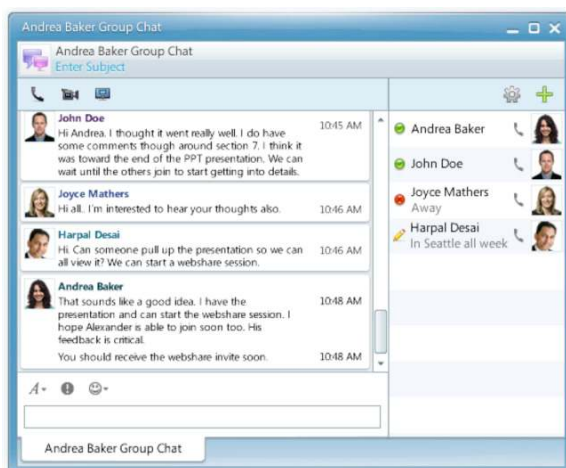 Andrea Baker Group Chat
Andrea Baker Group Chat
Enter Subject
John Doe
Hi Andrea. I thought it went really well. I do have 10:45 AM
some comments though around section 7. I think it
was toward the end of the PPT presentation. We can
wait until the others join to start getting into details.
Joyce Mathers
Hi all. I'm interested to hear your thoughts also. 10:46 AM
Harpal Desai
Hi. Can someone pull up the presentation so we can 10:46 AM
all view it? We can start a webshare session.
Andrea Baker
That sounds like a good idea. I have the 10:48 AM
presentation and can start the webshare session. I
hope Alexander is able to join soon too. His
feedback is critical.
You should receive the webshare invite soon. 10:48 AM
A
Andrea Baker Group Chat
Andrea Baker
John Doe
Joyce Mathers
Away
Harpal Desai
In Seattle all week